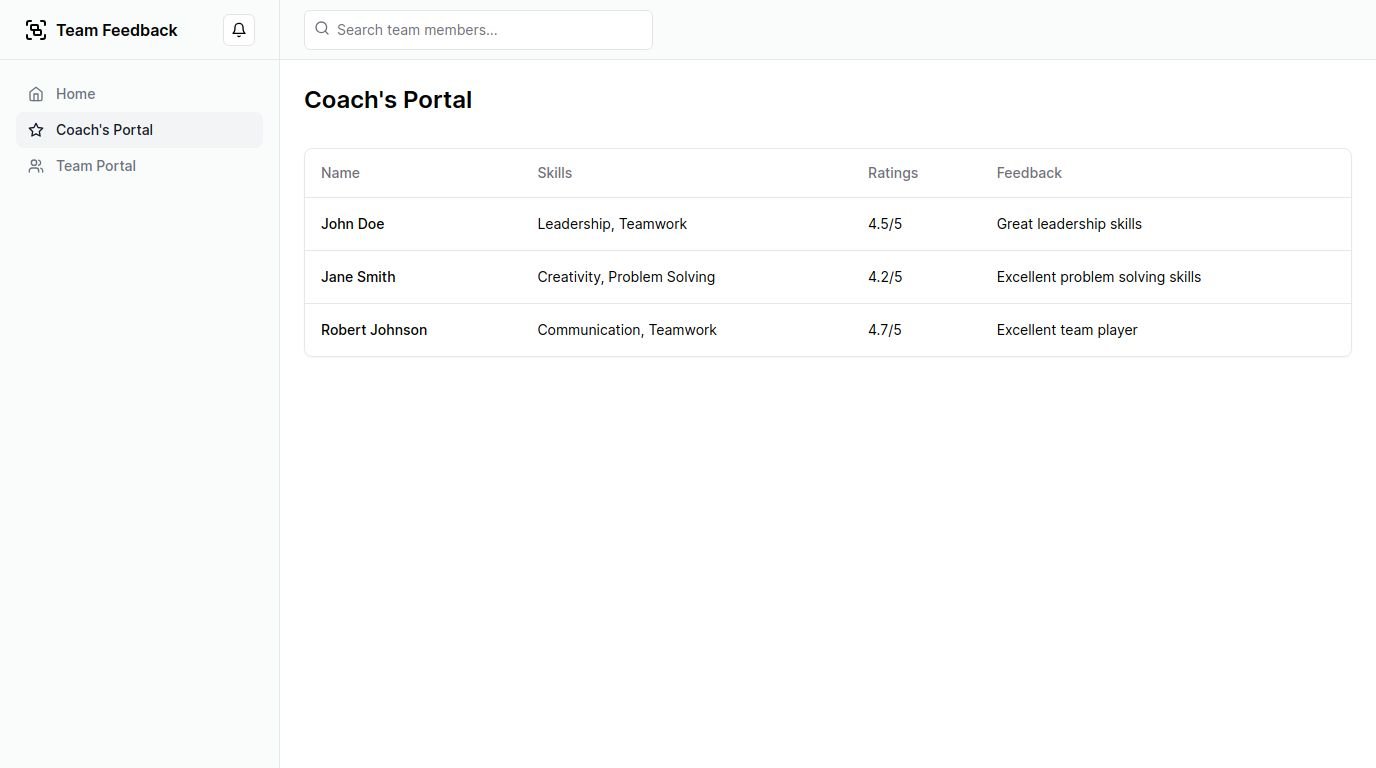 Team Feedback
Search team members...
Home
Coach's Portal
Team Portal
Coach's Portal
Name Skills Ratings Feedback
John Doe Leadership, Teamwork 4.5/5 Great leadership skills
Jane Smith Creativity, Problem Solving 4.2/5 Excellent problem solving skills
Robert Johnson Communication, Teamwork 4.7/5 Excellent team player